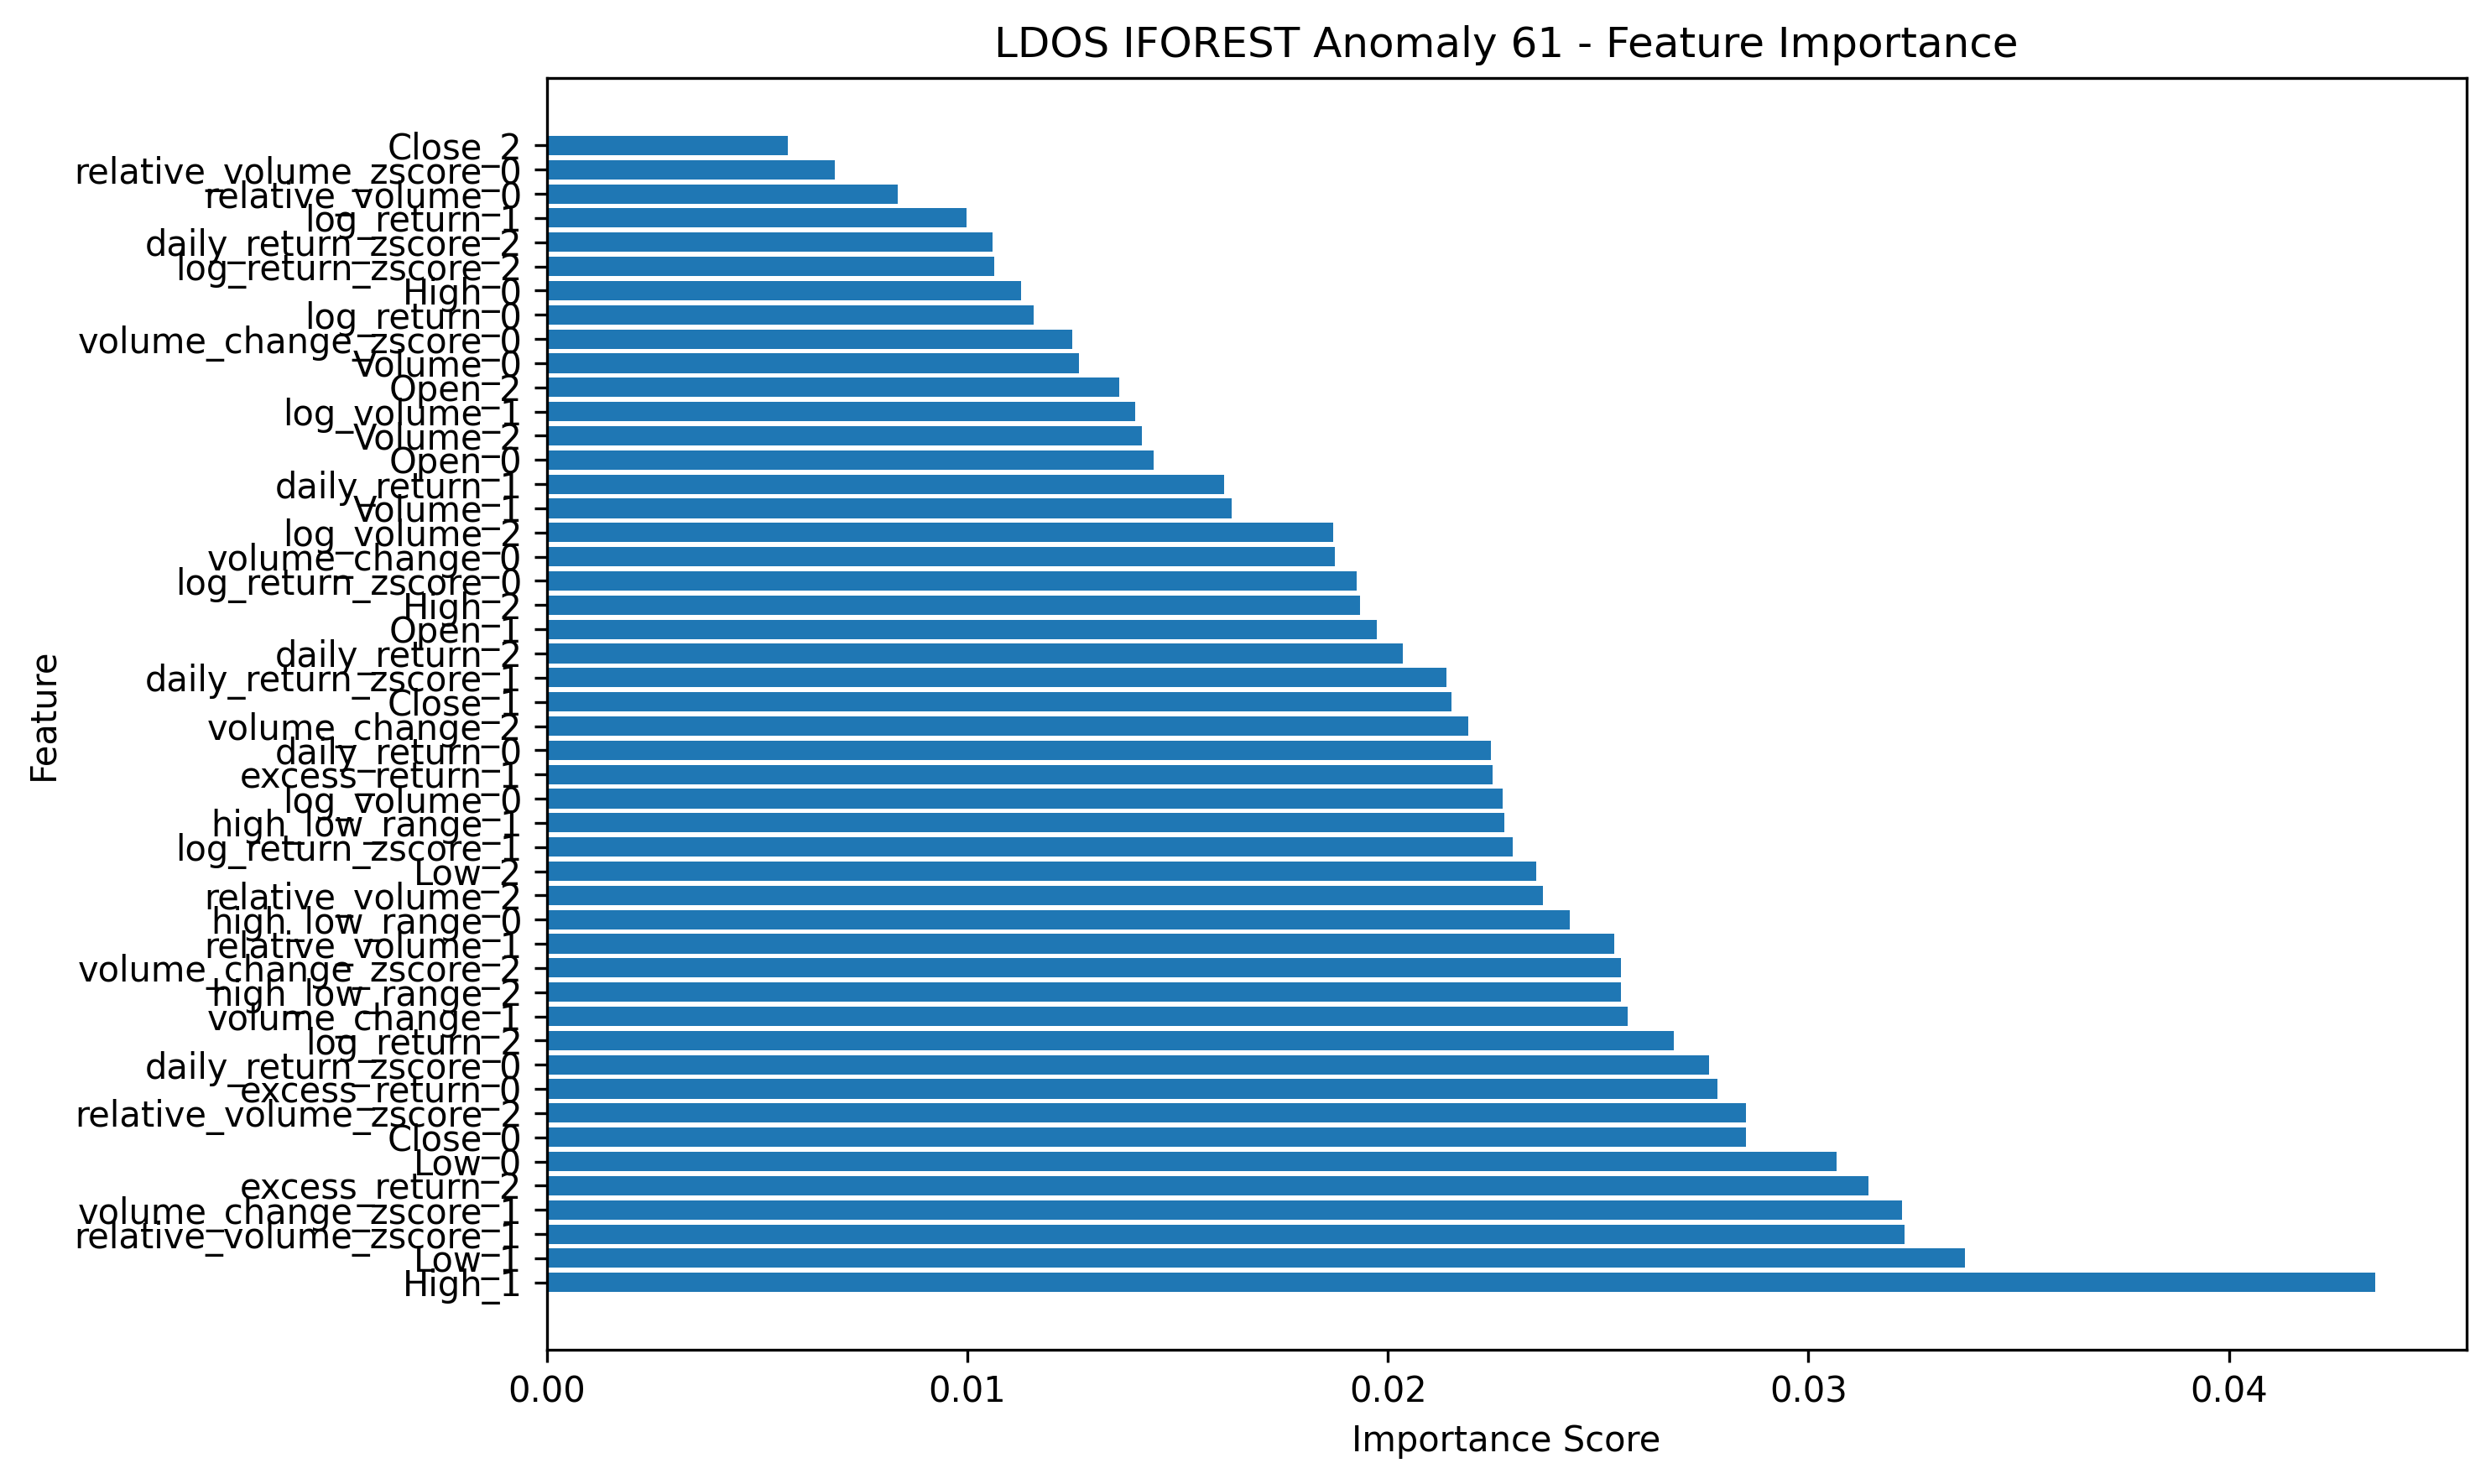 LDOS IFOREST Anomaly 61 - Feature Importance
Close_2
relative_volume_zscore_0
relative_volume_0
log_return_1
daily_return_zscore_2
log_return_zscore_2
High_0
log_return_0
volume_change_zscore_0
Volume_0
Open_2
log_volume_1
Volume_2
Open_0
daily_return_1
Volume_1
log_volume_2
volume_change_0
log_return_zscore_0
High_2
Open_1
daily_return_2
daily_return_zscore_1
Close_1
volume_change_2
daily_return_0
excess_return_1
log_volume_0
high_low_range_1
log_return_zscore_1
Low_2
relative_volume_2
high_low_range_0
relative_volume_1
volume_change_zscore_2
high_low_range_2
volume_change_1
log_return_2
daily_return_zscore_0
excess_return_0
relative_volume_zscore_2
Close_0
Low_0
excess_return_2
volume_change_zscore_1
relative_volume_zscore_1
Low_1
High_1
Feature
0.00 0.01 0.02 0.03 0.04
Importance Score